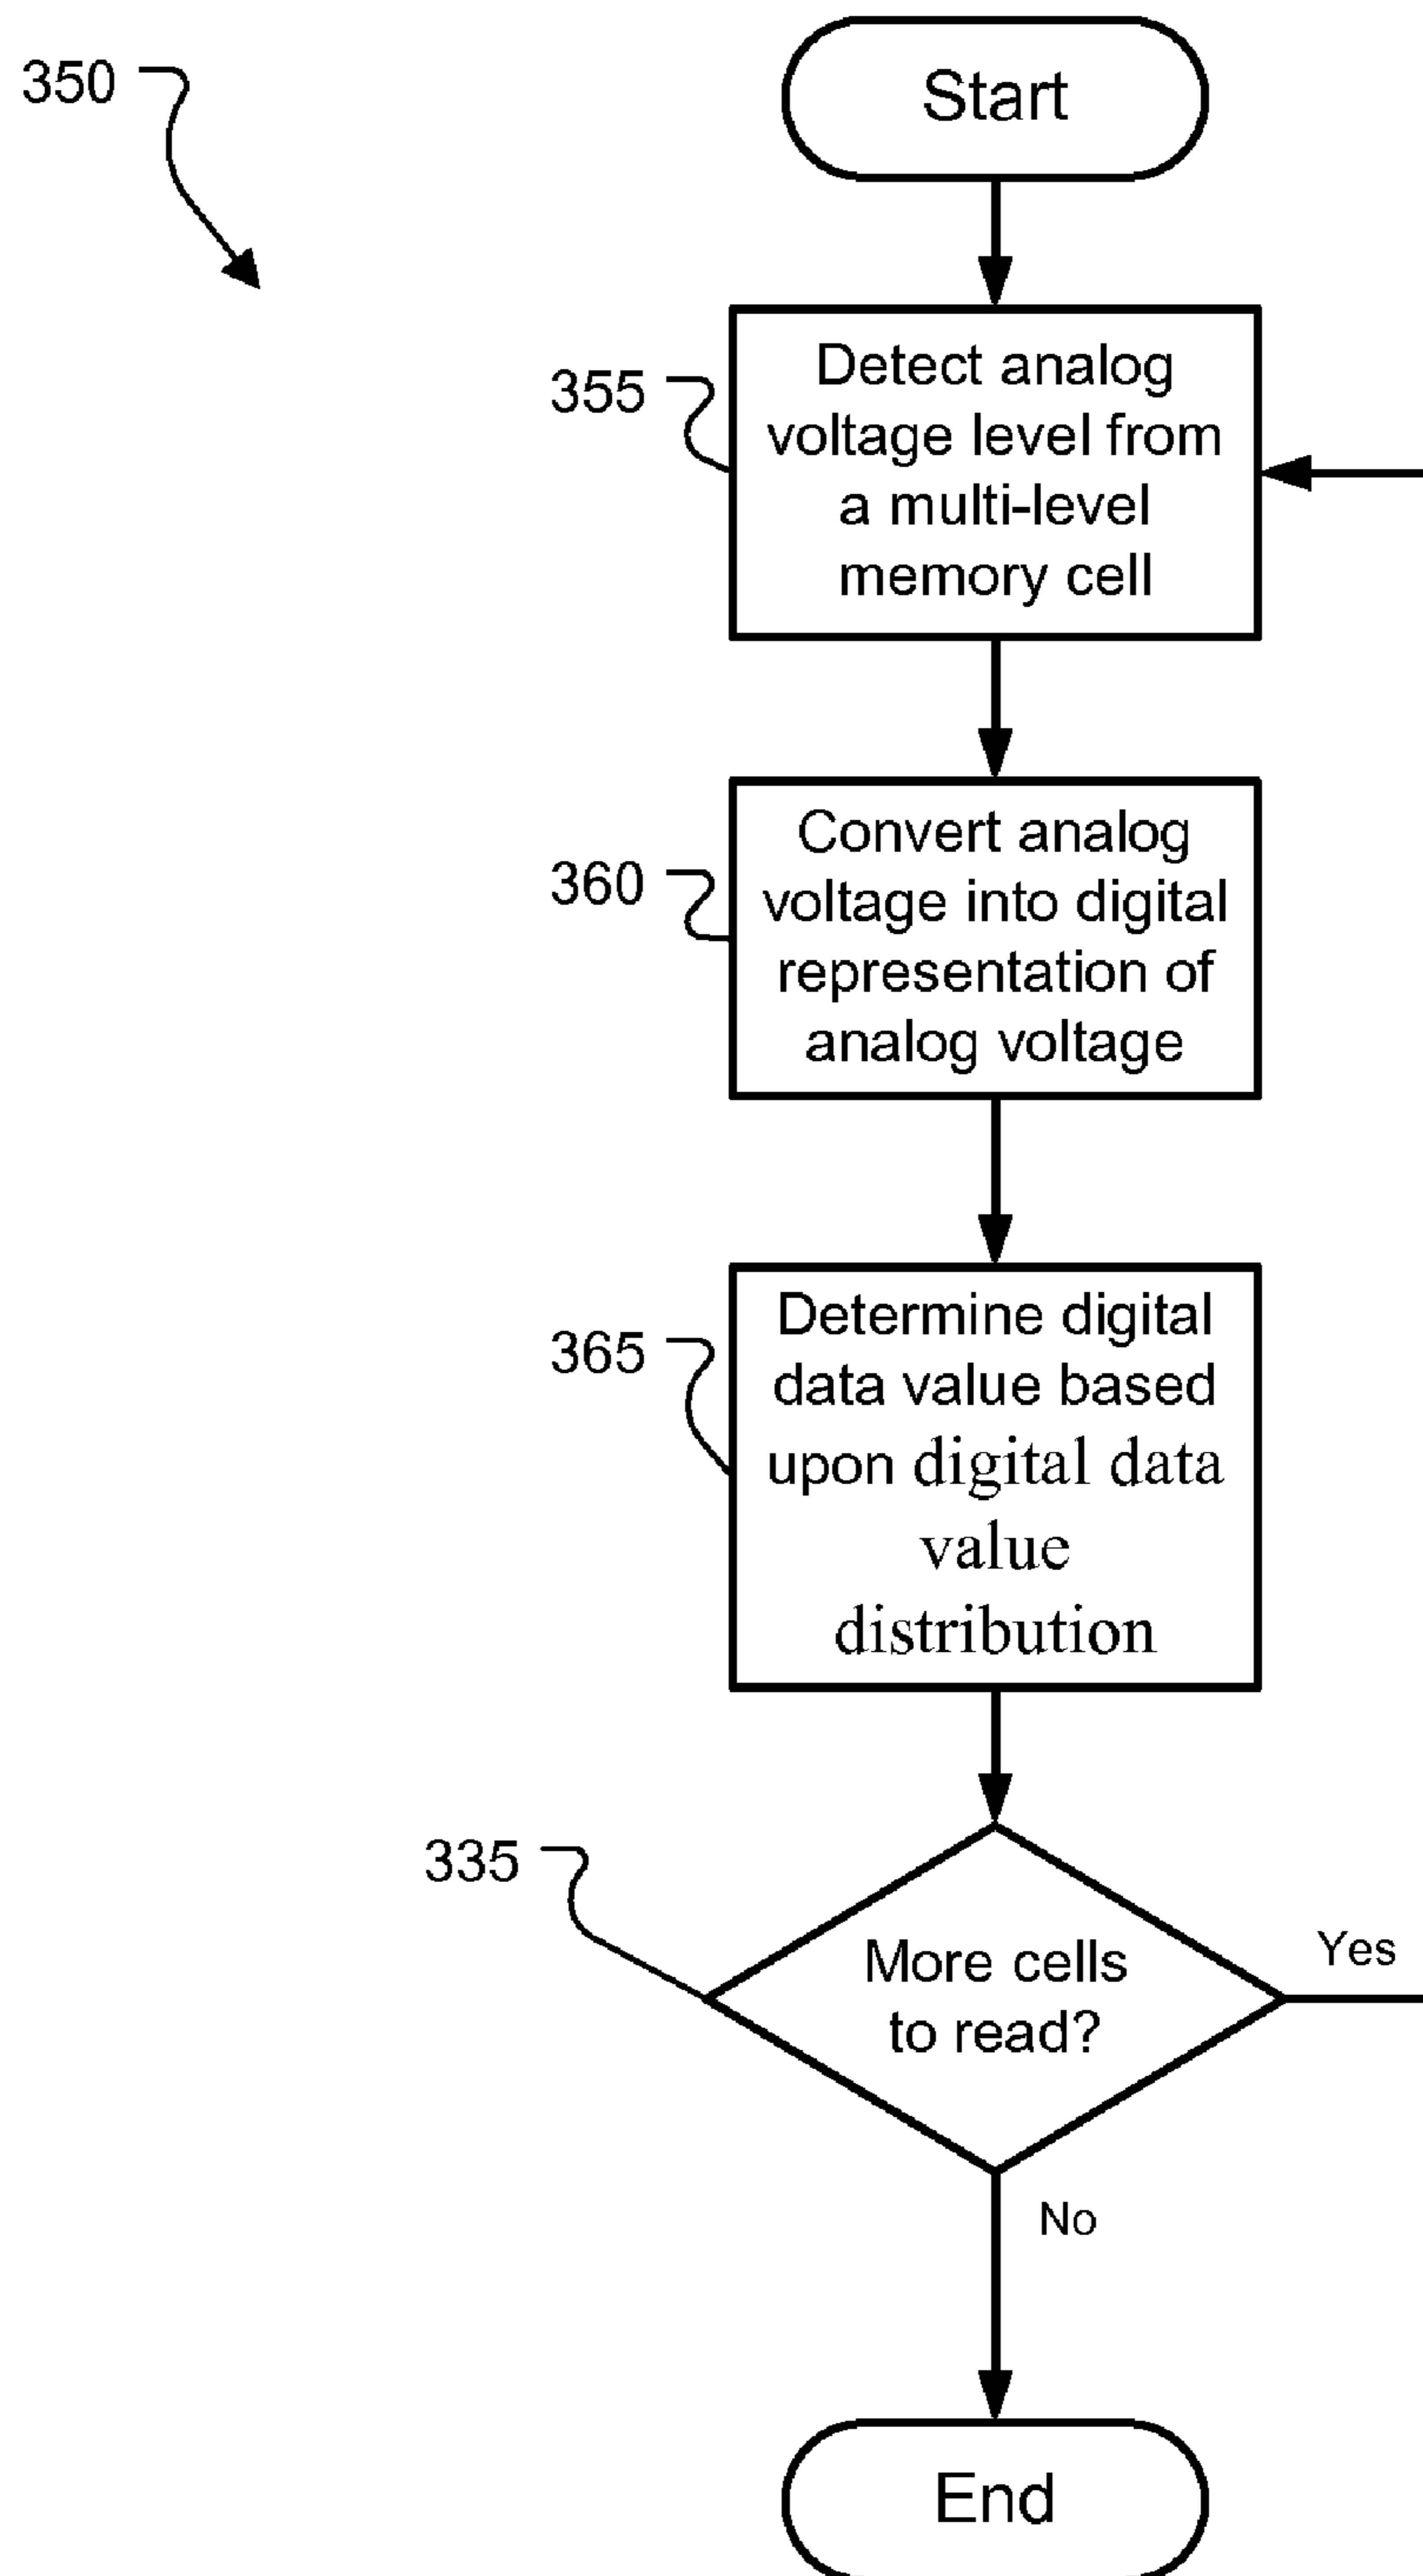 350
Start
355
Detect analog
voltage level from
a multi-level
memory cell
360
Convert analog
voltage into digital
representation of
analog voltage
365
Determine digital
data value based
upon digital data
value
distribution
335
More cells
to read?
Yes
No
End